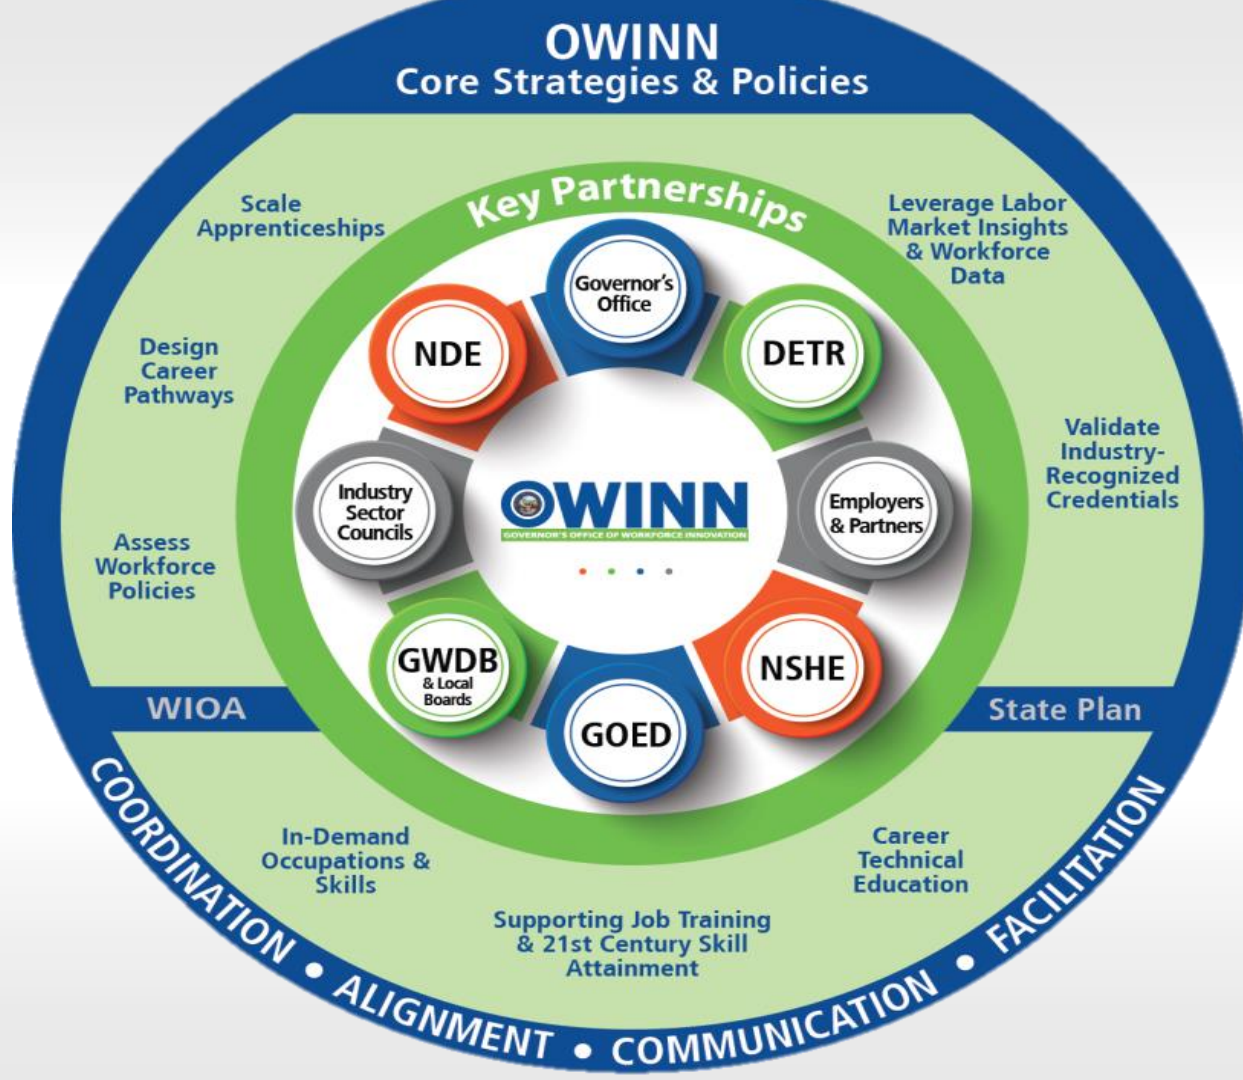 OWINN
Core Strategies & Policies
Key Partnerships
Scale
Apprenticeships
Design
Career
Pathways
Assess
Workforce
Policies
Leverage Labor
Market Insights
& Workforce
Data
Validate
Industry-
Recognized
Credentials
Governor's
Office
DETR
Employers
& Partners
NSHE
GOED
GWDB
& Local
Boards
Industry
Sector
Councils
NDE
OWINN
GOVERNOR'S OFFICE OF WORKFORCE INNOVATION
WIOA
State Plan
In-Demand
Occupations &
Skills
Supporting Job Training
& 21st Century Skill
Attainment
Career
Technical
Education
COORDINATION • ALIGNMENT • COMMUNICATION • FACILITATION